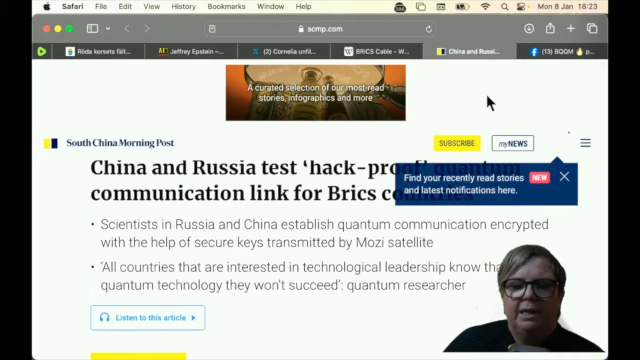 Safari File Edit View History Bookmarks Window Help
Mon 8 Jan 18:23
scmp.com
Röda korsets fält...
Jeffrey Epstein -...
Cornelia unfil...
BRICS Cable - W...
China and Russi...
(13) BQQM 🔥 p...
A curated selection of our most-read
stories, infographics and more
South China Morning Post
SUBSCRIBE
myNEWS
China and Russia test ‘hack-proof’ quantum
communication link for Brics countries
Find your recently read stories
and latest notifications here.
NEW
• Scientists in Russia and China establish quantum communication encrypted
with the help of secure keys transmitted by Mozi satellite
• ‘All countries that are interested in technological leadership know
quantum technology they won’t succeed’: quantum researcher
Listen to this article